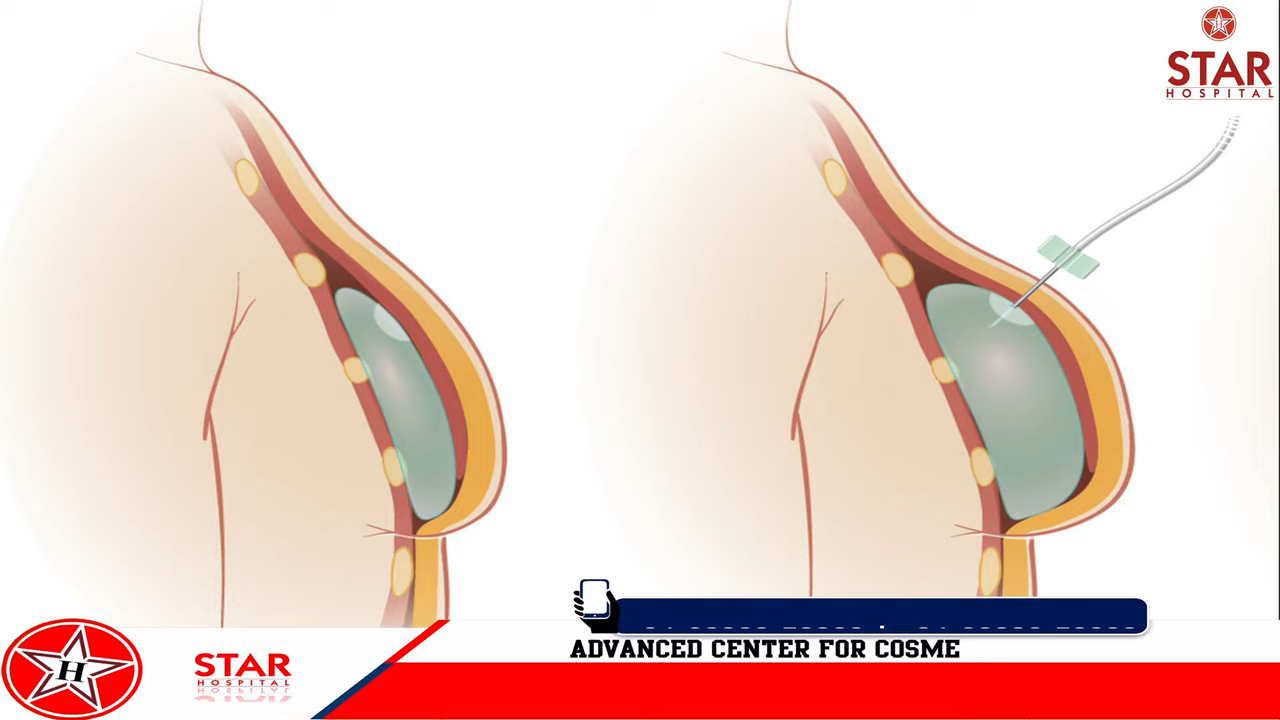 STAR
HOSPITAL
ADVANCED CENTER FOR COSME
H
STAR
HOSPITAL